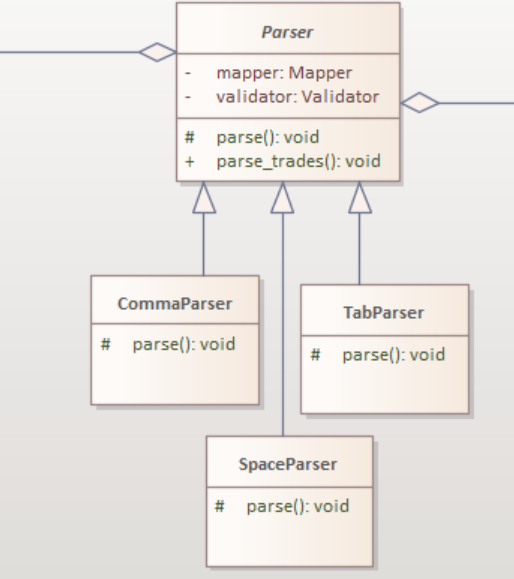 Parser
- mapper: Mapper
- validator: Validator
# parse(): void
+ parse_trades(): void
CommaParser
# parse(): void
TabParser
# parse(): void
SpaceParser
# parse(): void